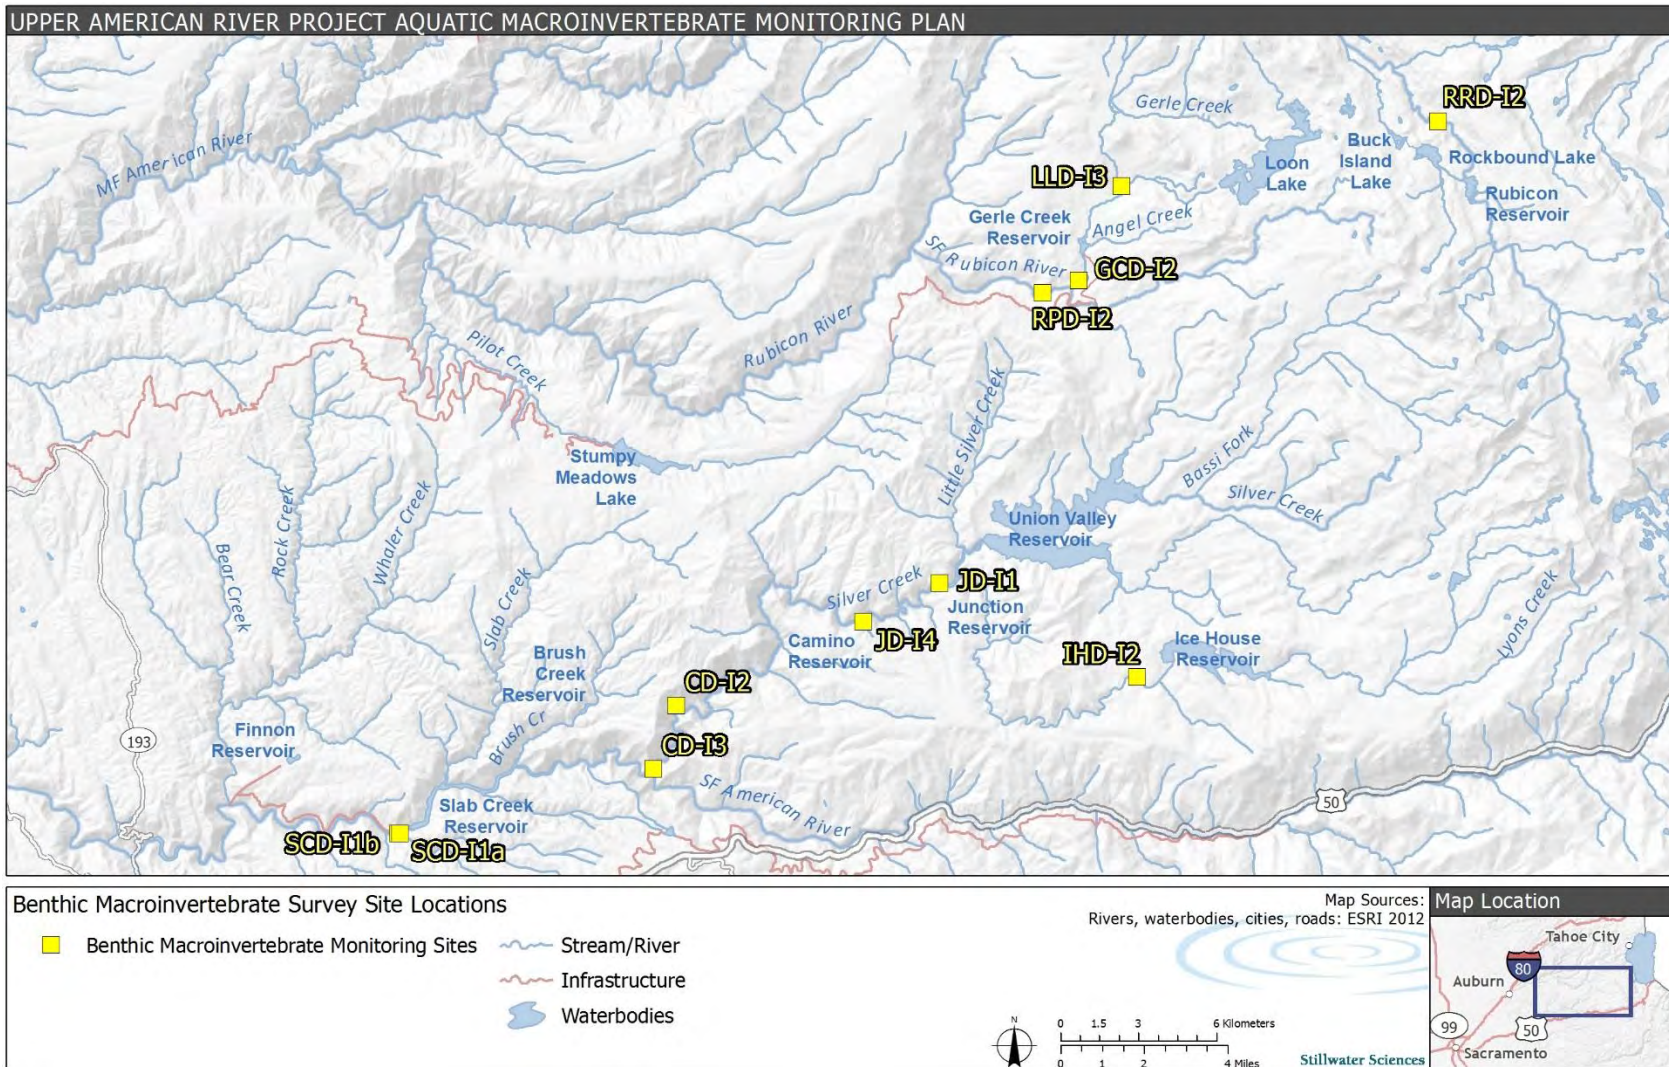 UPPER AMERICAN RIVER PROJECT AQUATIC MACROINVERTEBRATE MONITORING PLAN
RRD-I2
Gerle Creek
MF American River
Buck
Island
Lake
Rockbound Lake
Loon
Lake
LLD-I3
Rubicon
Reservoir
Gerle Creek
Reservoir
Angel Creek
SF Rubicon River
GCD-I2
RPD-I2
Pilot Creek
Rubicon River
Little Silver Creek
Bassi Fork
Stumpy
Meadows
Lake
Silver Creek
Rock Creek
Whaler Creek
Union Valley
Reservoir
Bear Creek
Slab Creek
Silver Creek
JD-I1
Junction
Reservoir
Lyons Creek
JD-I4
Camino
Reservoir
Ice House
Reservoir
IHD-I2
Brush
Creek
Reservoir
CD-I2
Finnon
Reservoir
193
Brush Cr
CD-I3
SF American River
50
Slab Creek
Reservoir
SCD-I1b
SCD-I1a
Benthic Macroinvertebrate Survey Site Locations
Benthic Macroinvertebrate Monitoring Sites
Stream/River
Infrastructure
Waterbodies
Map Sources:
Rivers, waterbodies, cities, roads: ESRI 2012
N
0 1.5 3 6 Kilometers
0 1 2 4 Miles
Stillwater Sciences
Map Location
Tahoe City
80
Auburn
99
50
Sacramento